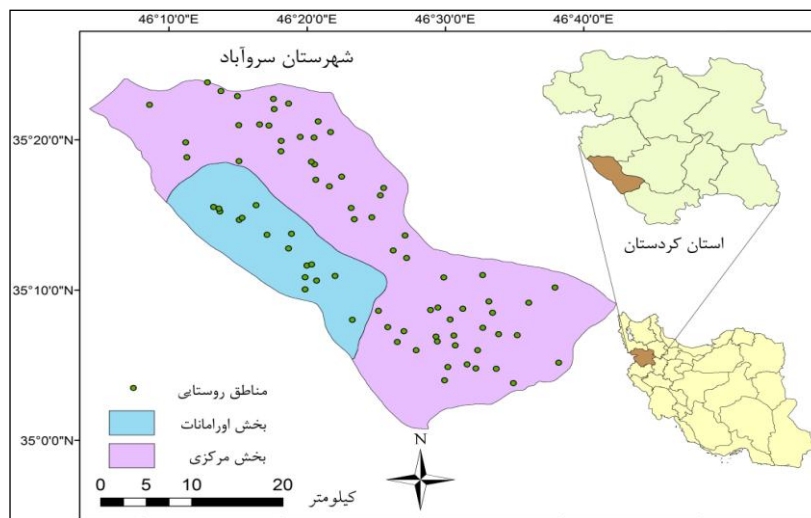 46°10'0"E 46°20'0"E 46°30'0"E 46°40'0"E
شهرستان سروآباد
35°20'0"N
35°10'0"N
35°0'0"N
استان کردستان
مناطق روستایی
بخش اورامانات
بخش مرکزی
N
0 5 10 20
کیلومتر